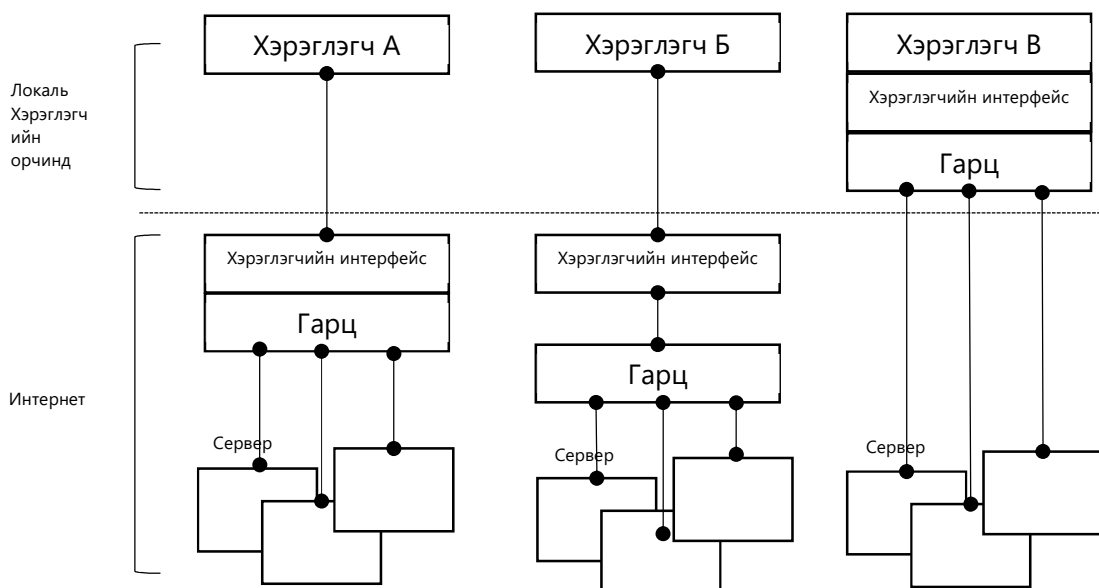 Хэрэглэгч А
Хэрэглэгч Б
Хэрэглэгч В
Локаль
Хэрэглэгч
ийн
орчинд
Хэрэглэгчийн интерфейс
Гарц
Хэрэглэгчийн интерфейс
Гарц
Хэрэглэгчийн интерфейс
Гарц
Интернет
Сервер
Сервер
Сервер